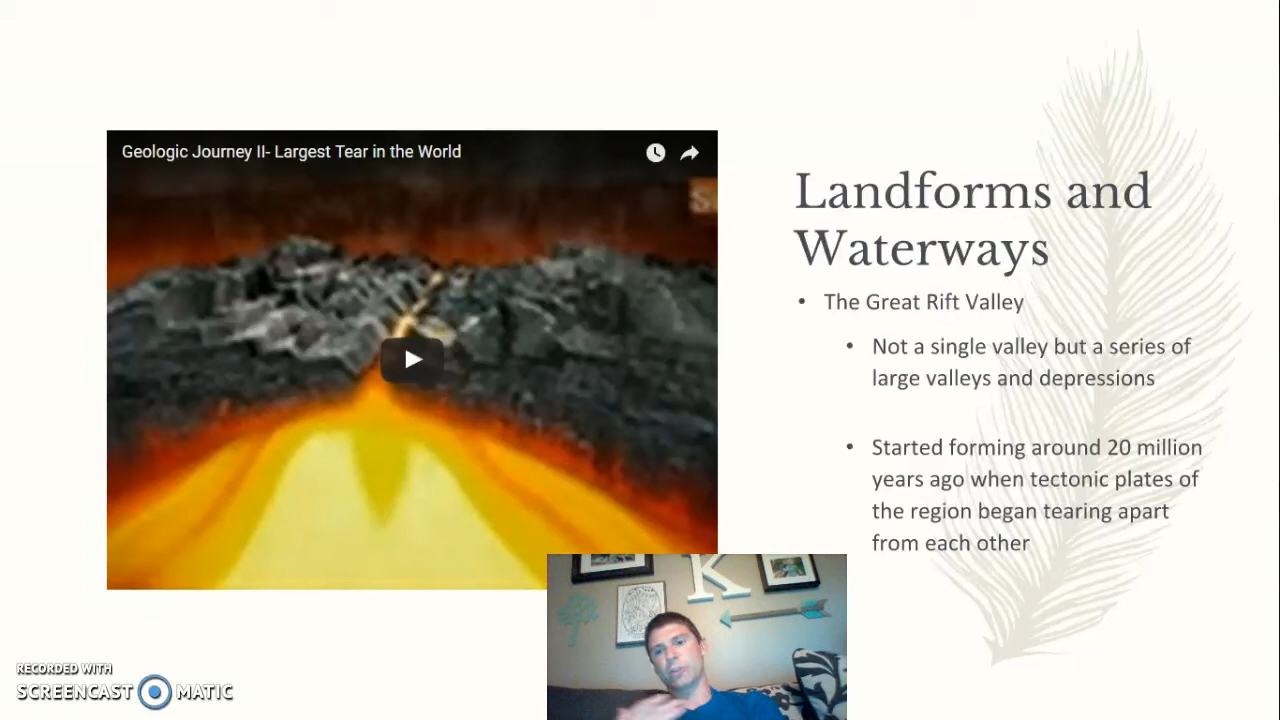 Geologic Journey II- Largest Tear in the World
S
Landforms and
Waterways
• The Great Rift Valley
• Not a single valley but a series of
large valleys and depressions
• Started forming around 20 million
years ago when tectonic plates of
the region began tearing apart
from each other
K
RECORDED WITH
SCREENCAST MATIC